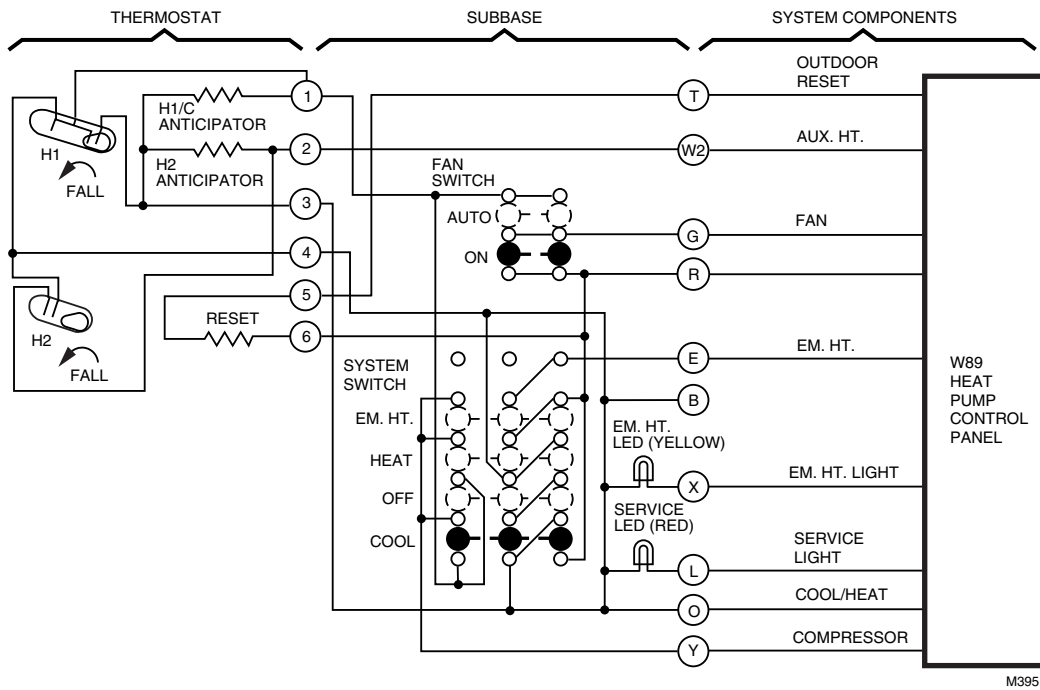 THERMOSTAT
SUBBASE
SYSTEM COMPONENTS
OUTDOOR
RESET
1
T
H1/C
ANTICIPATOR
AUX. HT.
H1
2
W2
FALL
H2
ANTICIPATOR
FAN
SWITCH
3
AUTO
FAN
G
4
ON
R
5
RESET
6
H2
FALL
SYSTEM
SWITCH
EM. HT.
E
W89
HEAT
PUMP
CONTROL
PANEL
B
EM. HT.
EM. HT.
LED (YELLOW)
HEAT
EM. HT. LIGHT
X
OFF
SERVICE
LED (RED)
COOL
SERVICE
LIGHT
L
COOL/HEAT
O
COMPRESSOR
Y
M395